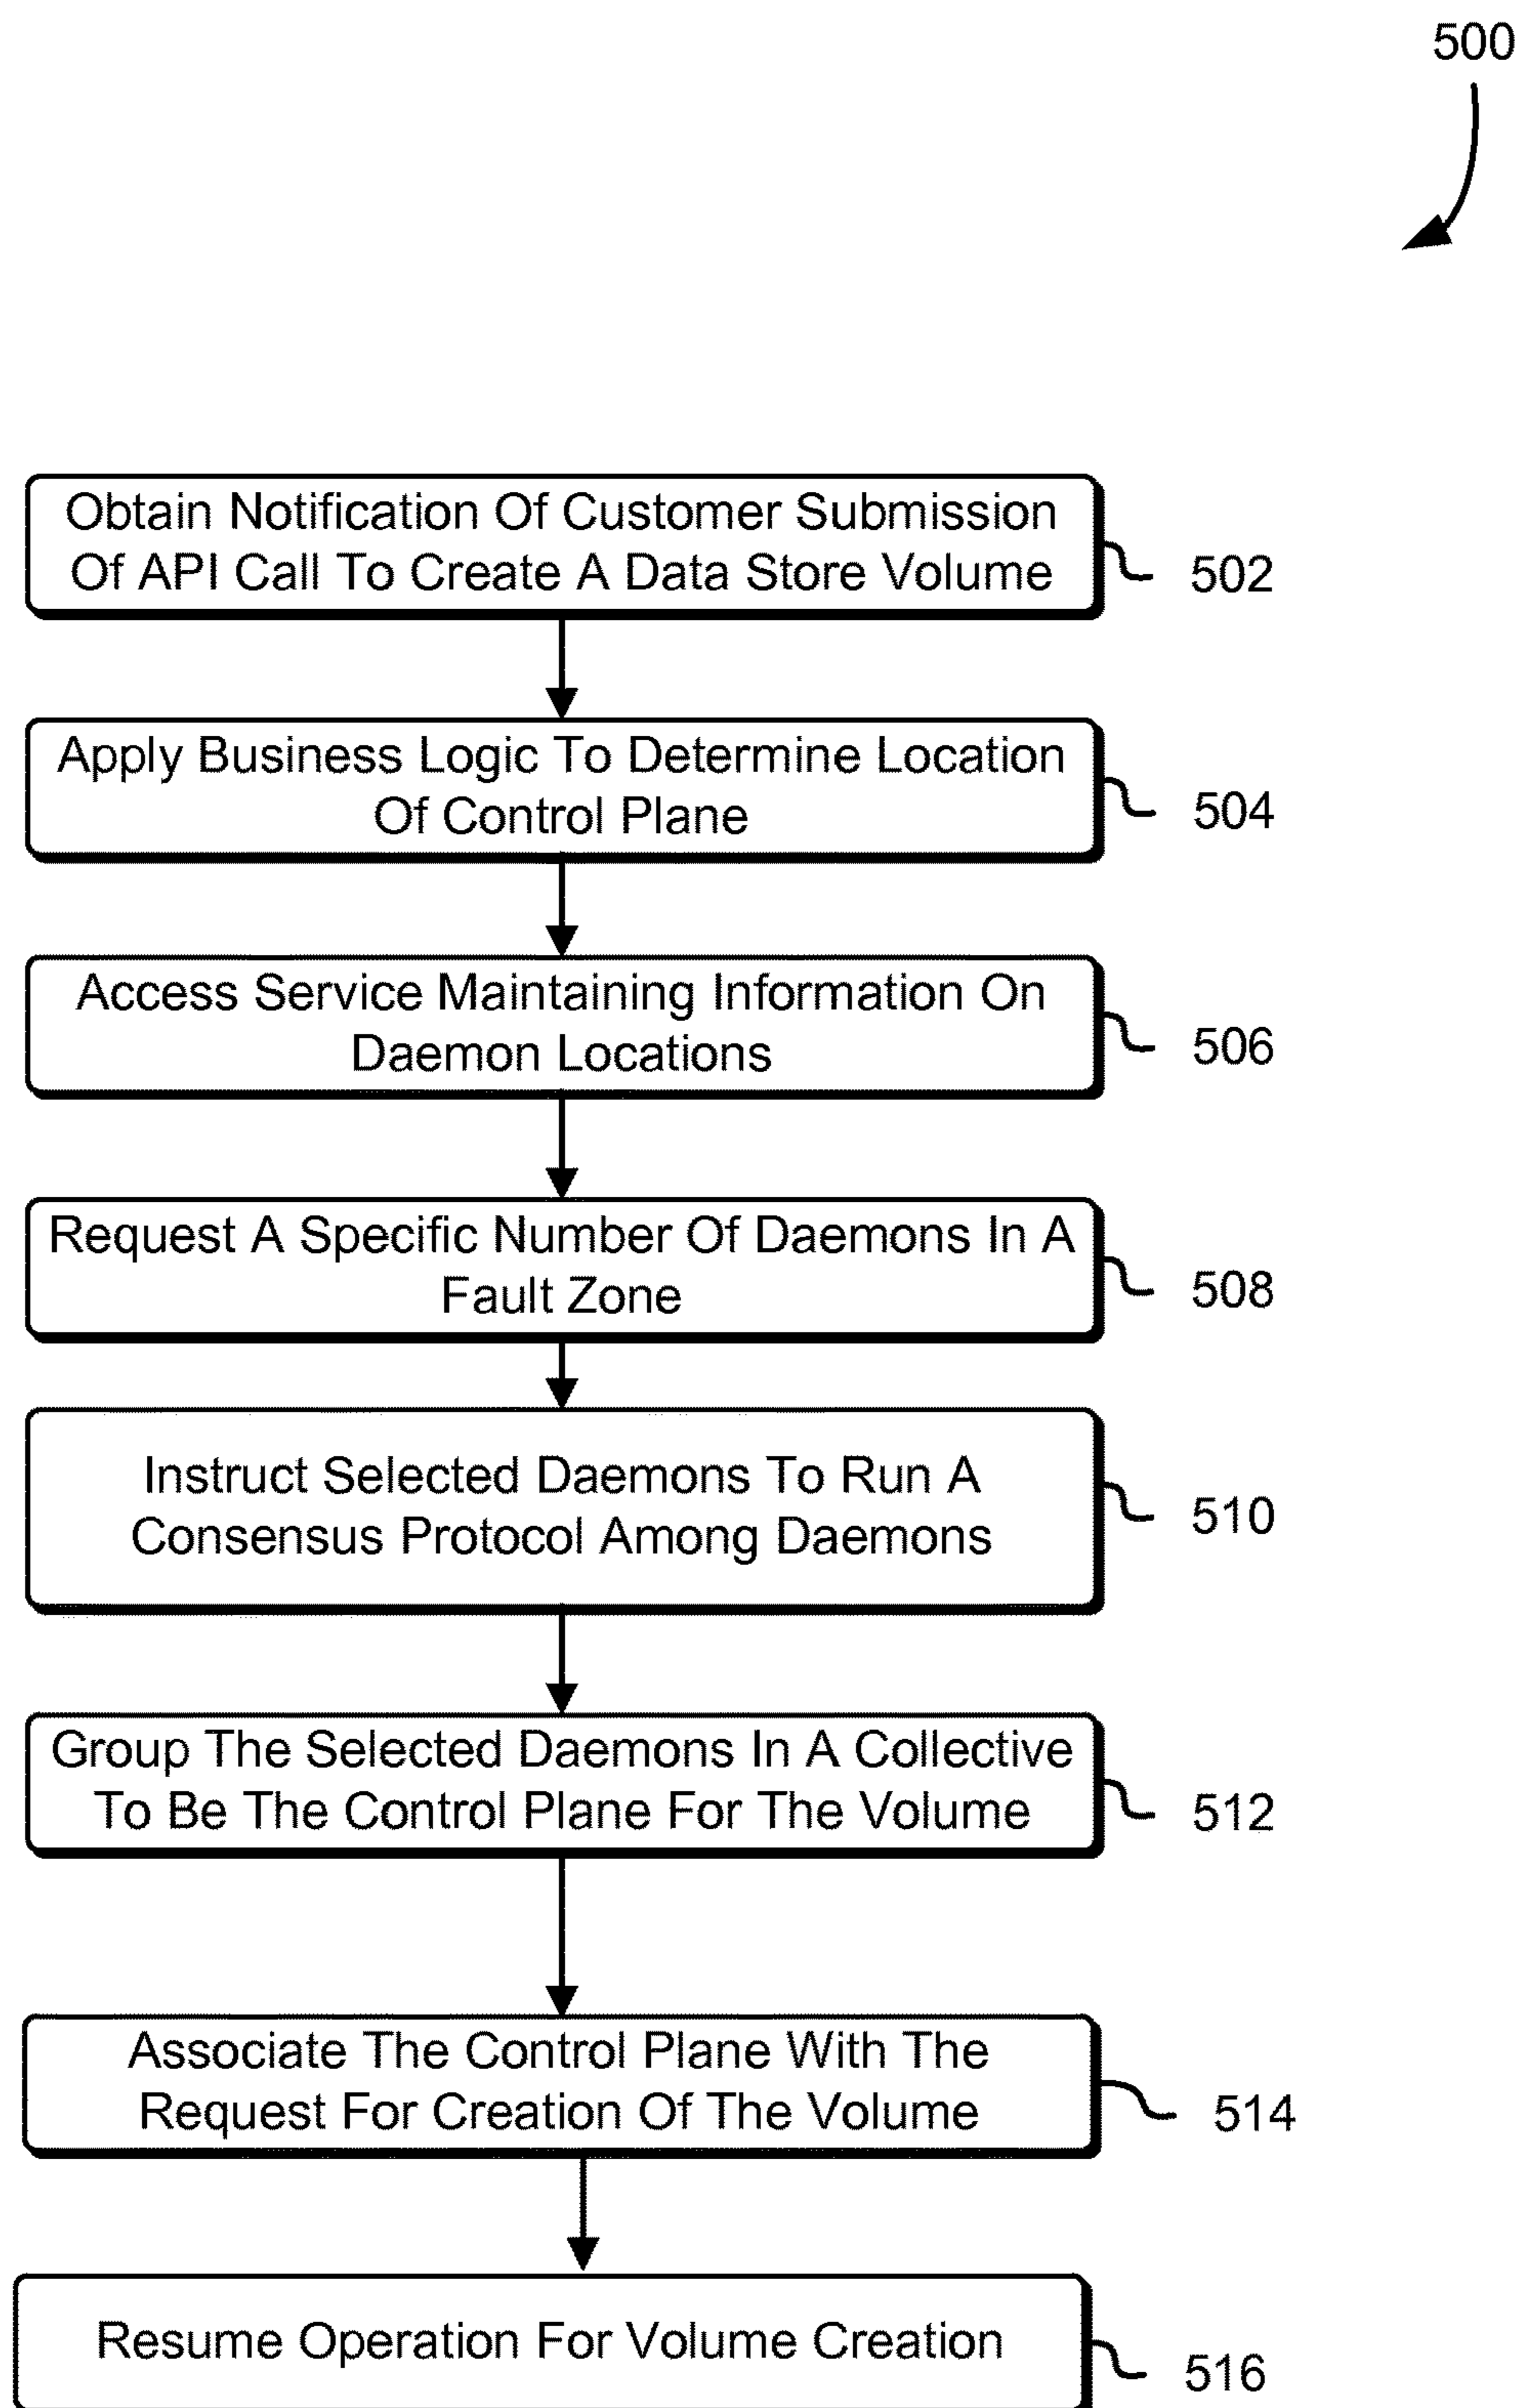 500
Obtain Notification Of Customer Submission
Of API Call To Create A Data Store Volume
502
Apply Business Logic To Determine Location
Of Control Plane
504
Access Service Maintaining Information On
Daemon Locations
506
Request A Specific Number Of Daemons In A
Fault Zone
508
Instruct Selected Daemons To Run A
Consensus Protocol Among Daemons
510
Group The Selected Daemons In A Collective
To Be The Control Plane For The Volume
512
Associate The Control Plane With The
Request For Creation Of The Volume
514
Resume Operation For Volume Creation
516